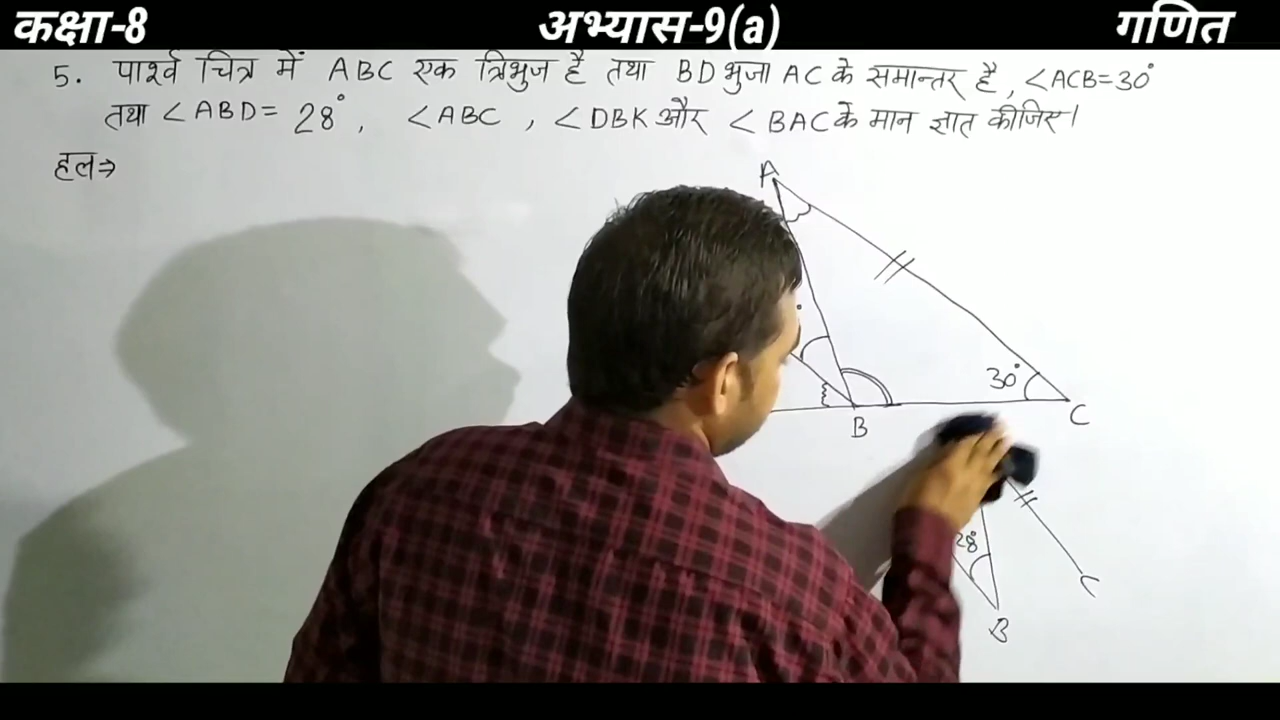 कक्षा-8 अभ्यास-9(a) गणित
5. पार्श्व चित्र में ABC एक त्रिभुज है तथा BD भुजा AC के समान्तर है, ∠ACB=30°
तथा ∠ABD= 28°, ∠ABC , ∠DBK और ∠BAC के मान ज्ञात कीजिए।
हल⇒
A
30°
B
C
28°
C
B